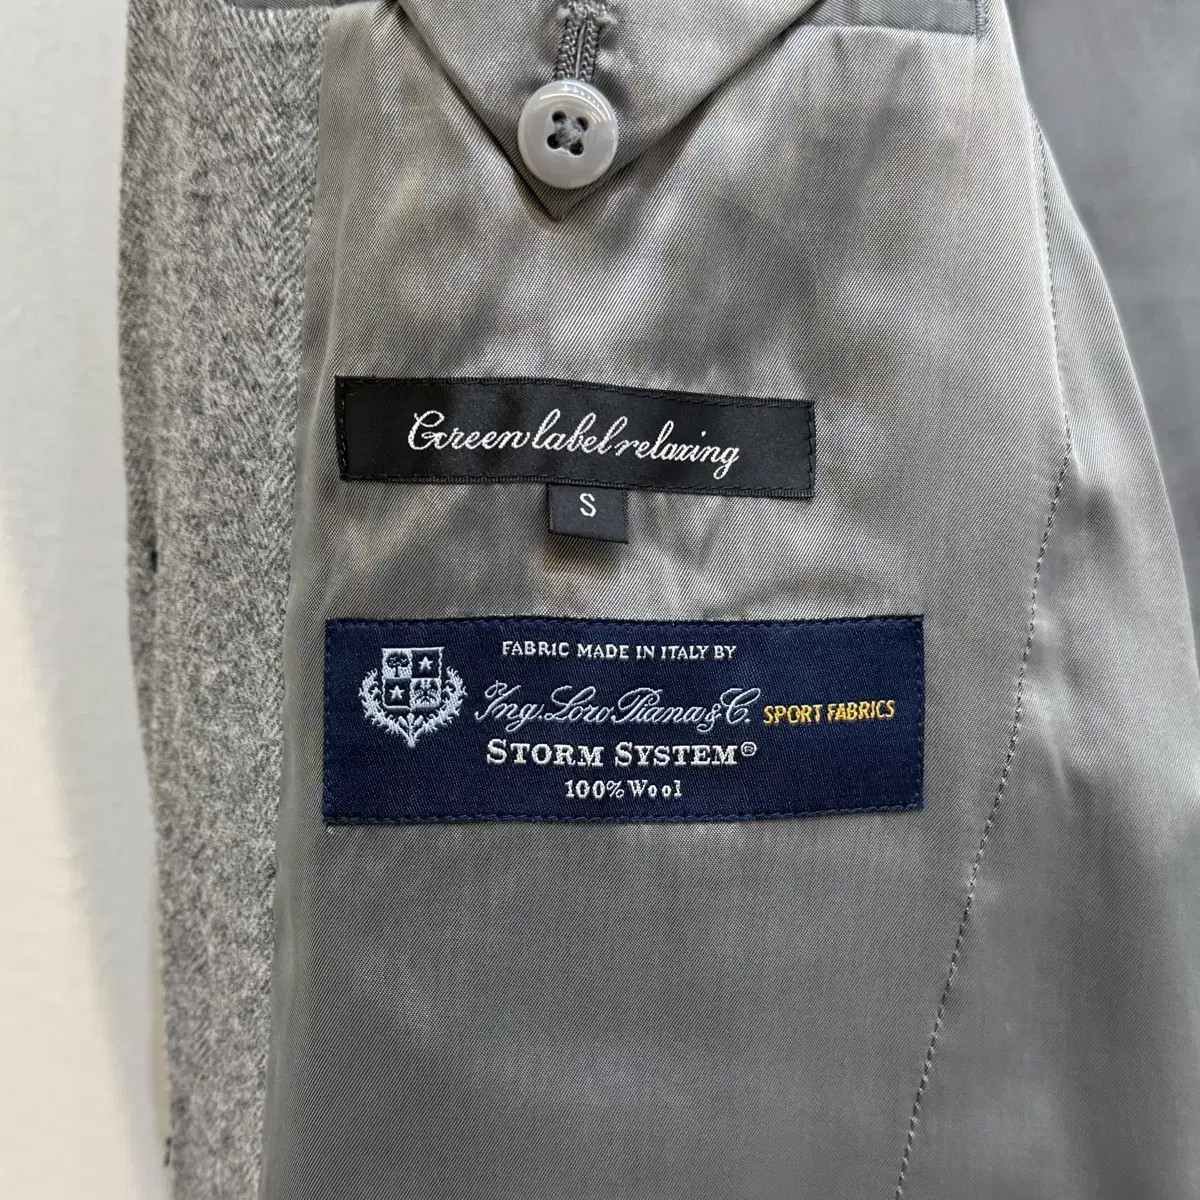 Green label relaxing
S
FABRIC MADE IN ITALY BY
Ing. Loro Piana & C. SPORT FABRICS
STORM SYSTEM®
100% Wool